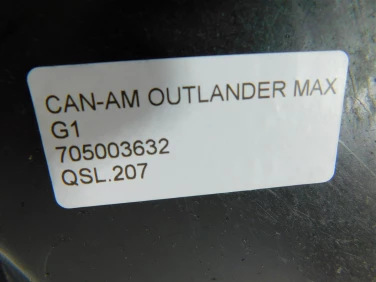 CAN-AM OUTLANDER MAX
G1
705003632
QSL.207